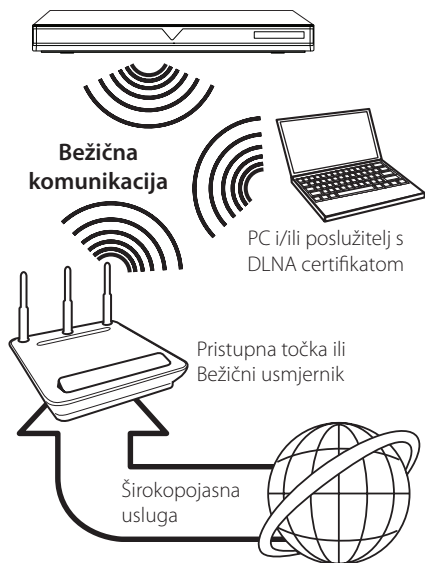 Bežična
komunikacija
PC i/ili poslužitelj s
DLNA certifikatom
Pristupna točka ili
Bežični usmjernik
Širokopojasna
usluga